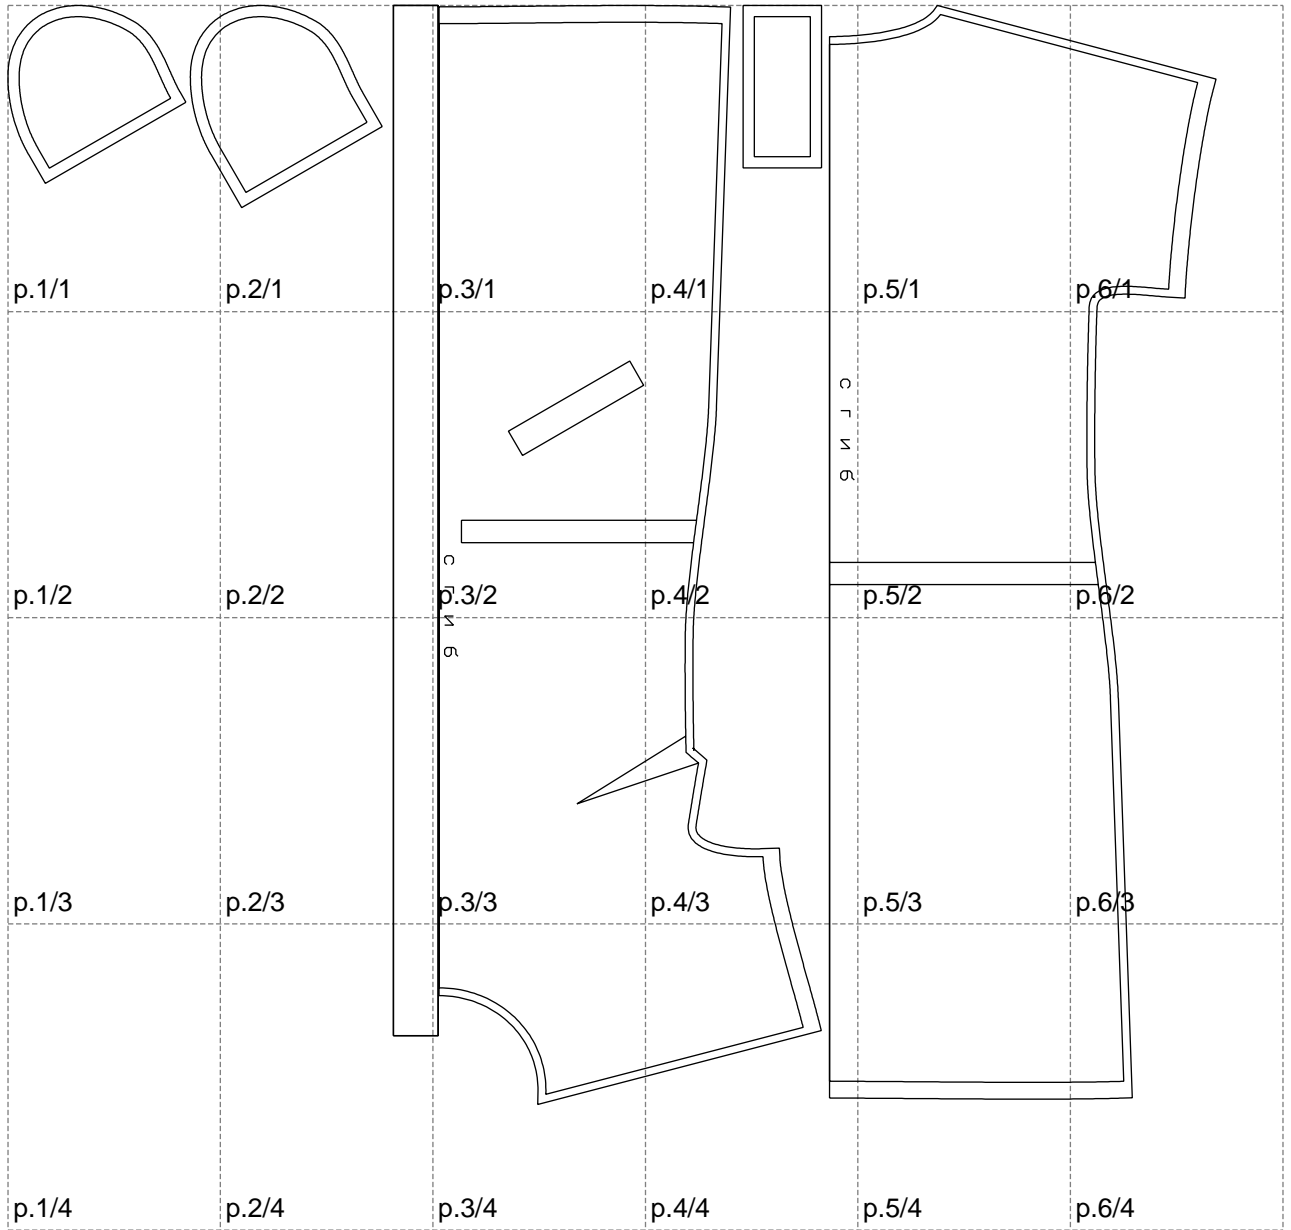 p.1/1 p.2/1 p.3/1 p.4/1 p.5/1 p.6/1
С Г И Б
p.1/2 p.2/2 p.3/2 p.4/2 p.5/2 p.6/2
С Г И Б
p.1/3 p.2/3 p.3/3 p.4/3 p.5/3 p.6/3
p.1/4 p.2/4 p.3/4 p.4/4 p.5/4 p.6/4